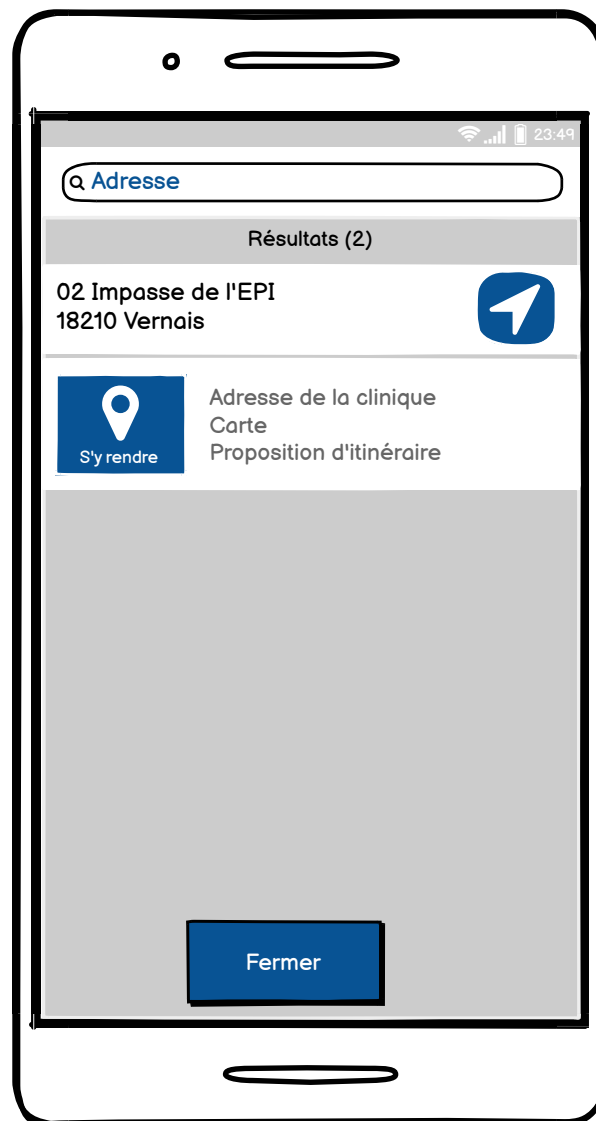 23:49
Adresse
Résultats (2)
02 Impasse de l'EPI
18210 Vernais
S'y rendre
Adresse de la clinique
Carte
Proposition d'itinéraire
Fermer